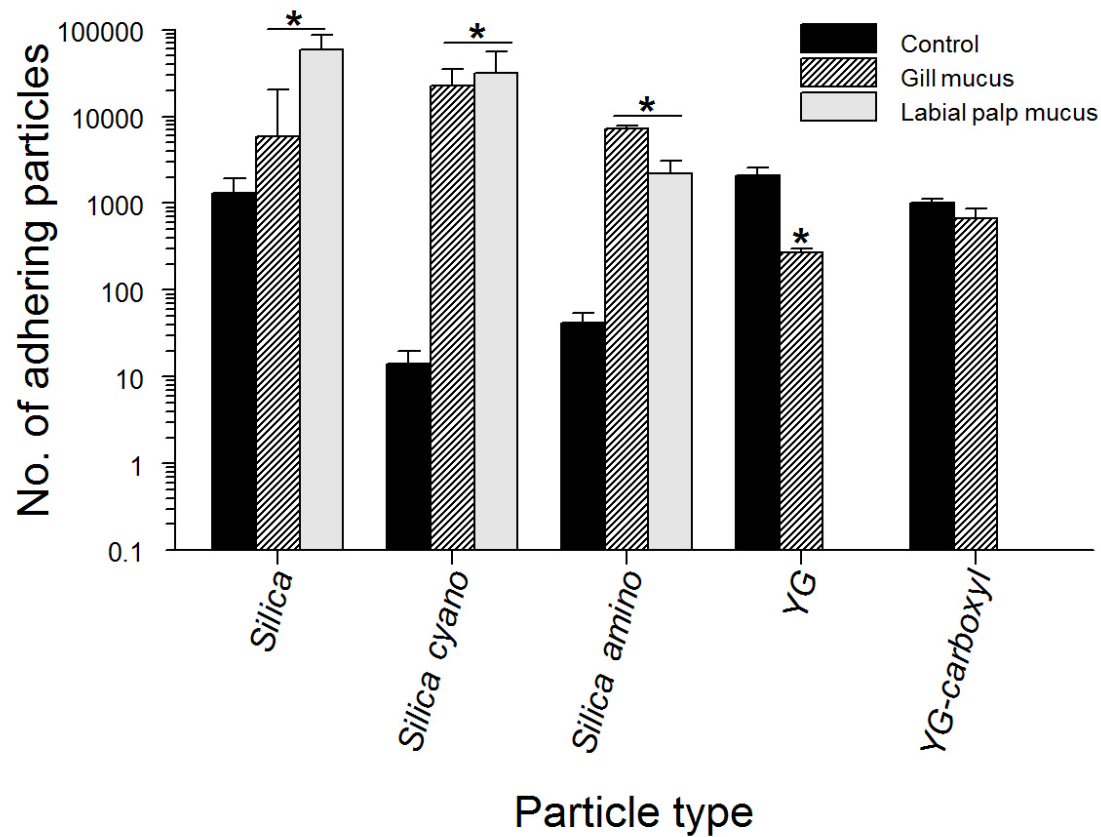 No. of adhering particles
100000
10000
1000
100
10
1
0.1
*
*
*
*
Control
Gill mucus
Labial palp mucus
Silica
Silica cyano
Silica amino
YG
YG-carboxyl
Particle type